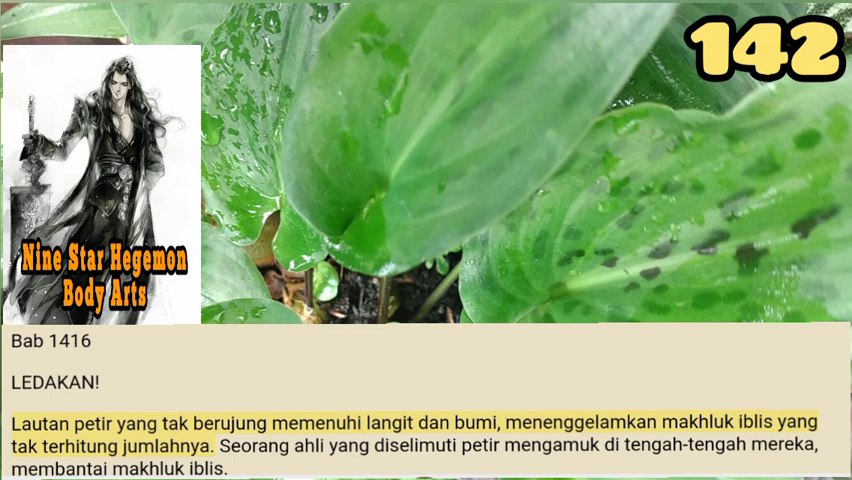 142
Nine Star Hegemon
Body Arts
Bab 1416
LEDAKAN!
Lautan petir yang tak berujung memenuhi langit dan bumi, menenggelamkan makhluk iblis yang
tak terhitung jumlahnya. Seorang ahli yang diselimuti petir mengamuk di tengah-tengah mereka,
membantai makhluk iblis.